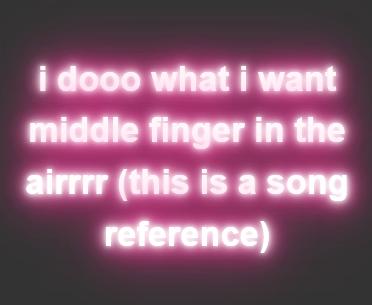 i dooo what i want
middle finger in the
airrrr (this is a song
reference)